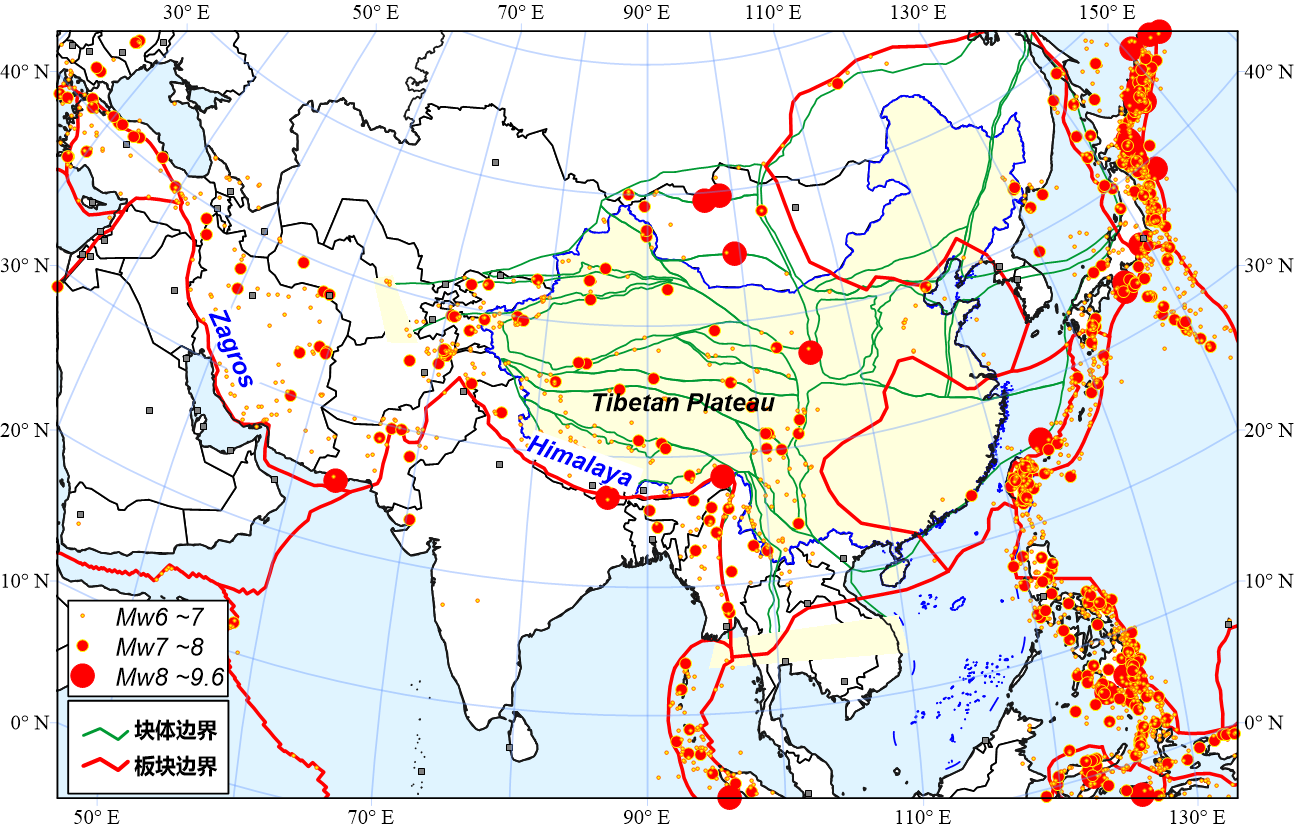 30° E 50° E 70° E 90° E 110° E 130° E 150° E
40° N 40° N
30° N 30° N
Zagros
Tibetan Plateau
20° N 20° N
Himalaya
10° N 10° N
Mw6 ~7
Mw7 ~8
Mw8 ~9.6
0° N 0° N
块体边界
板块边界
50° E 70° E 90° E 110° E 130° E